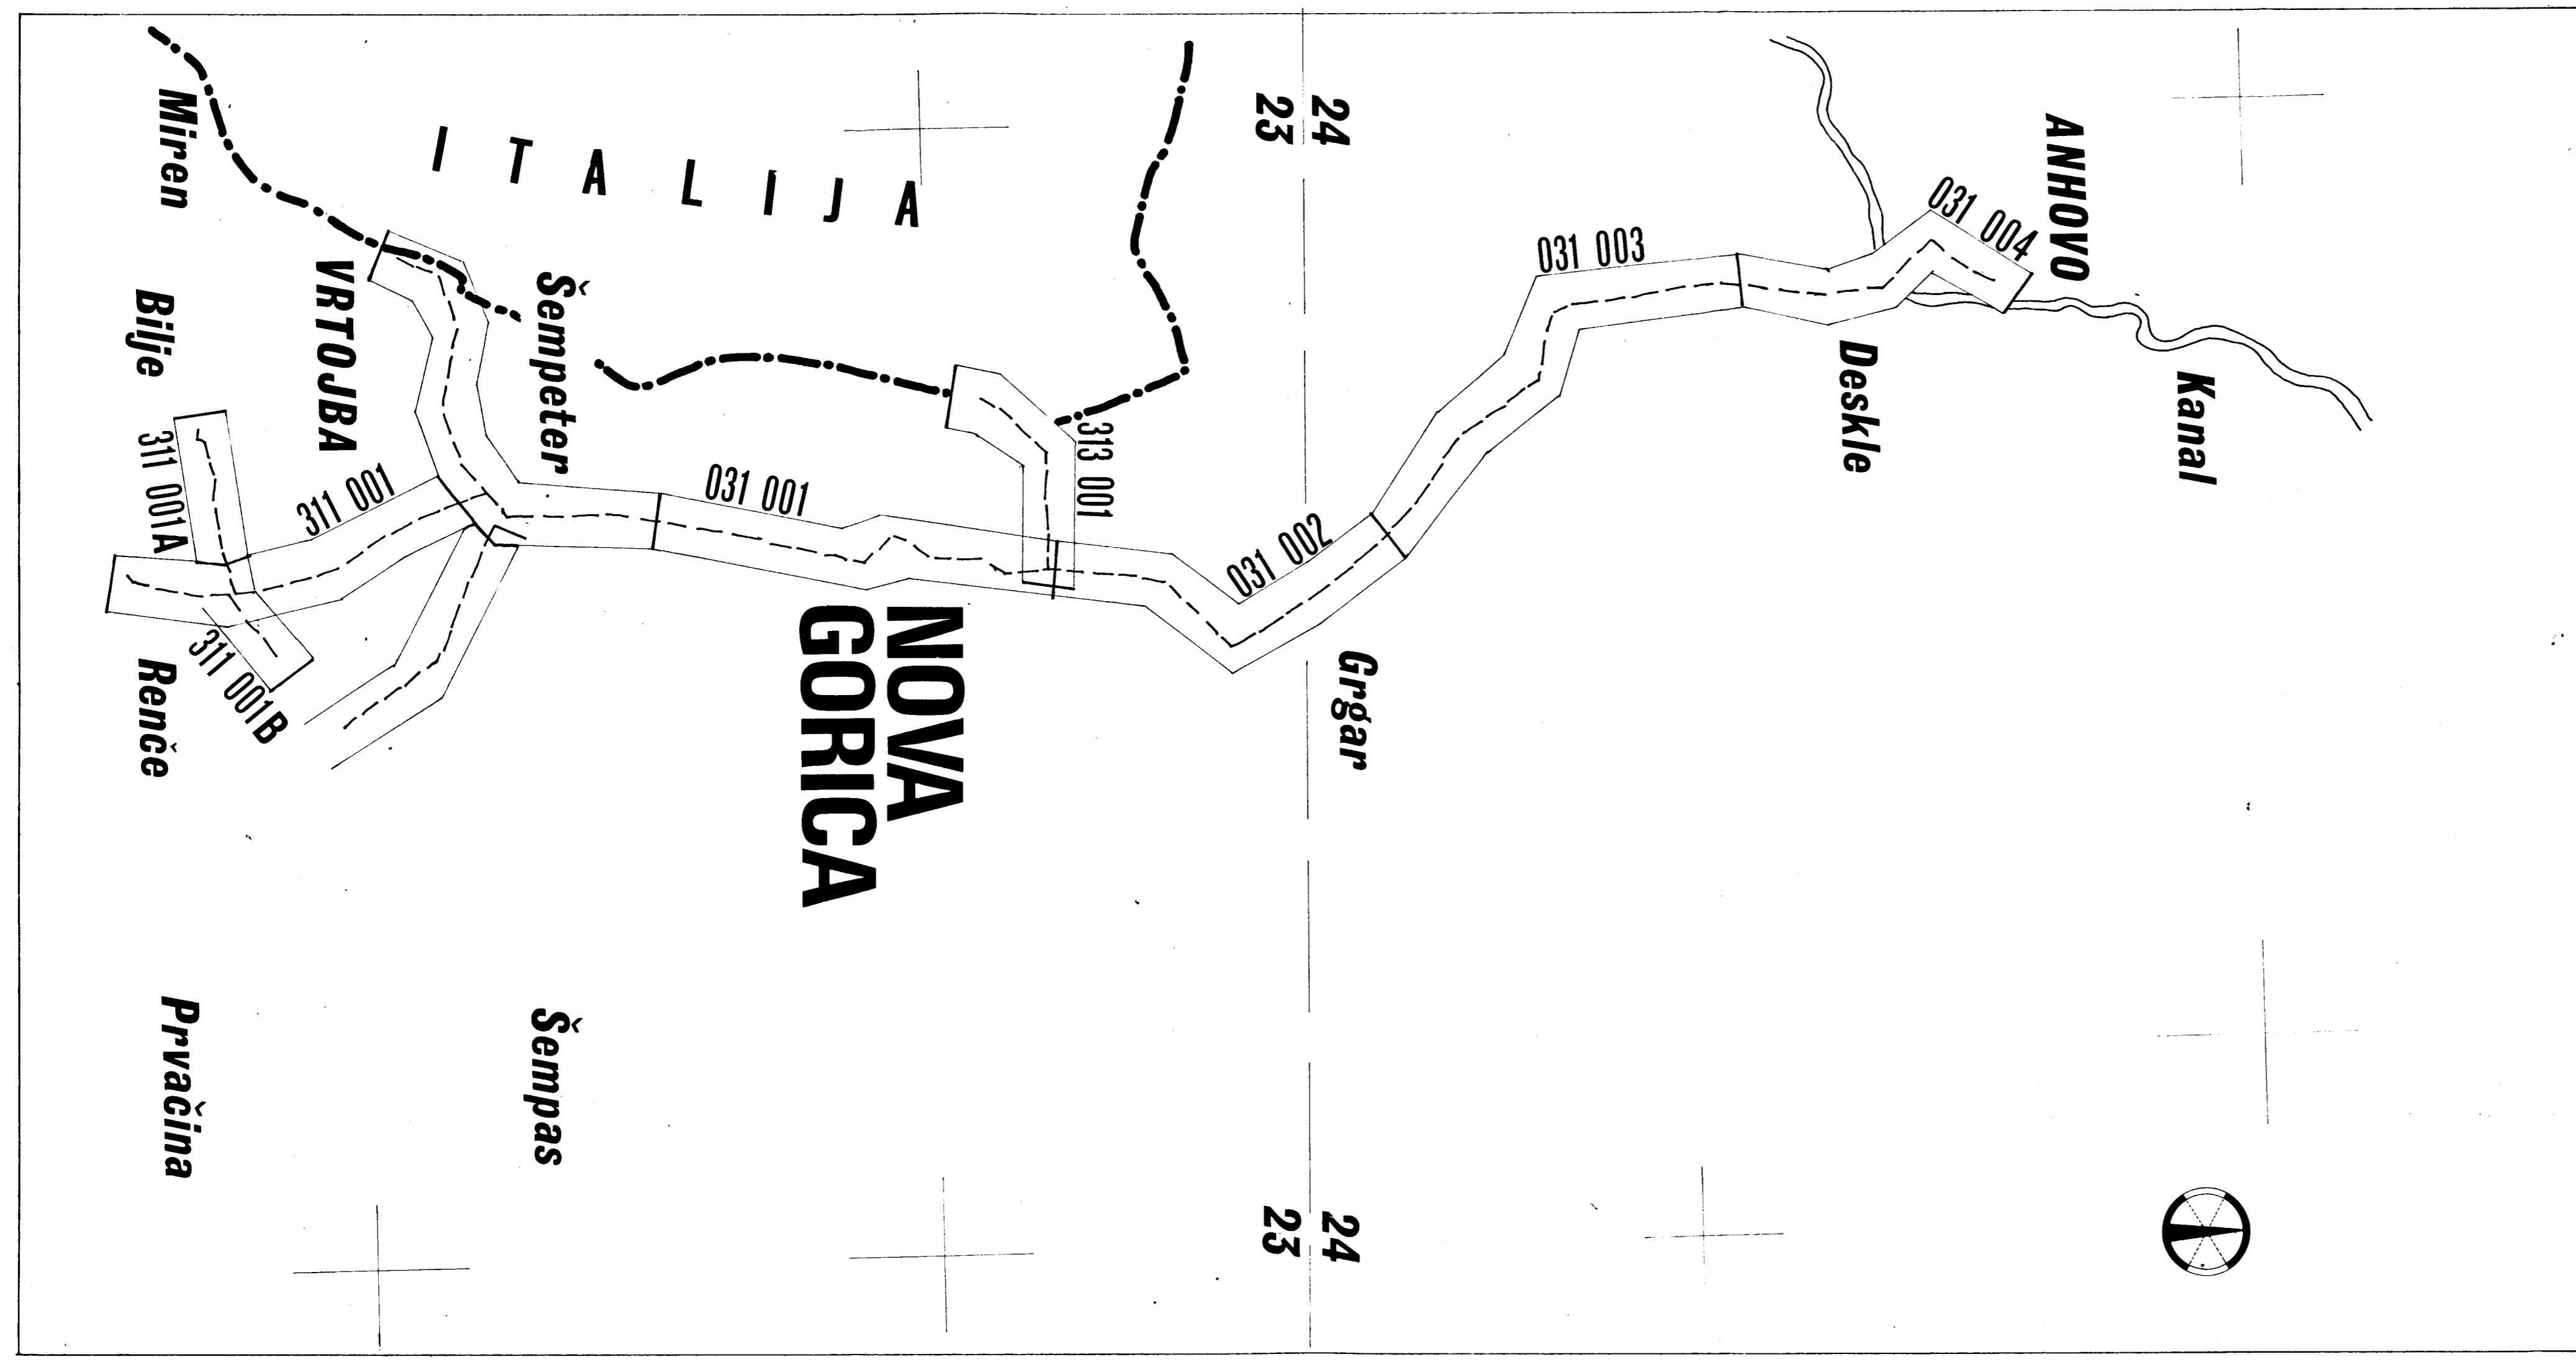 ITALIJA
24
23
ANHOVO
Kanal
Deskle
031 004
031 003
031 002
Grgar
313 001
031 001
NOVA
GORICA
Šempeter
VRTOJBA
Miren
Bilje
311 001
311 001A
311 001B
Renče
Prvačina
Šempas
24
23